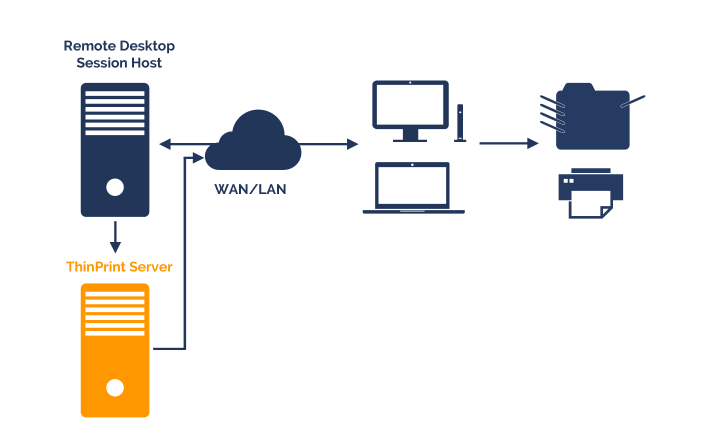 Remote Desktop
Session Host
WAN/LAN
ThinPrint Server